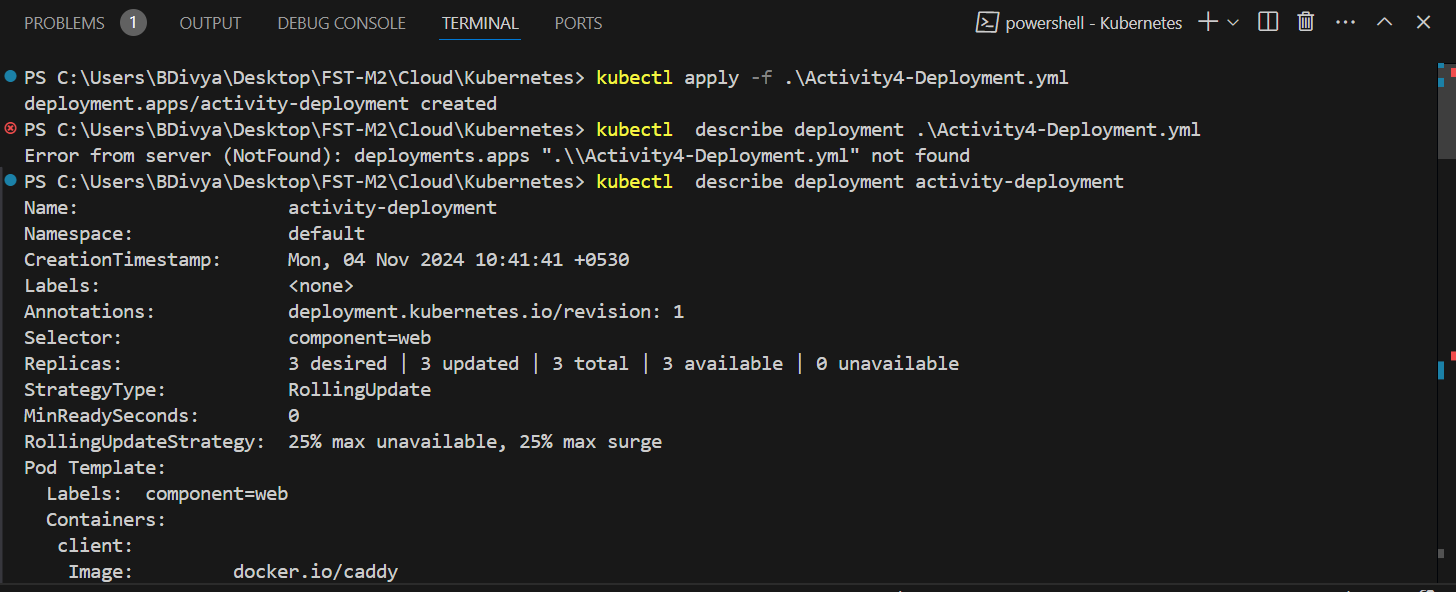 PROBLEMS 1 OUTPUT DEBUG CONSOLE TERMINAL PORTS powershell - Kubernetes
PS C:\Users\BDivya\Desktop\FST-M2\Cloud\Kubernetes> kubectl apply -f .\Activity4-Deployment.yml
deployment.apps/activity-deployment created
PS C:\Users\BDivya\Desktop\FST-M2\Cloud\Kubernetes> kubectl  describe deployment .\Activity4-Deployment.yml
Error from server (NotFound): deployments.apps ".\\Activity4-Deployment.yml" not found
PS C:\Users\BDivya\Desktop\FST-M2\Cloud\Kubernetes> kubectl  describe deployment activity-deployment
Name:                   activity-deployment
Namespace:              default
CreationTimestamp:      Mon, 04 Nov 2024 10:41:41 +0530
Labels:                 <none>
Annotations:            deployment.kubernetes.io/revision: 1
Selector:               component=web
Replicas:               3 desired | 3 updated | 3 total | 3 available | 0 unavailable
StrategyType:           RollingUpdate
MinReadySeconds:        0
RollingUpdateStrategy:  25% max unavailable, 25% max surge
Pod Template:
  Labels:  component=web
  Containers:
   client:
    Image:         docker.io/caddy